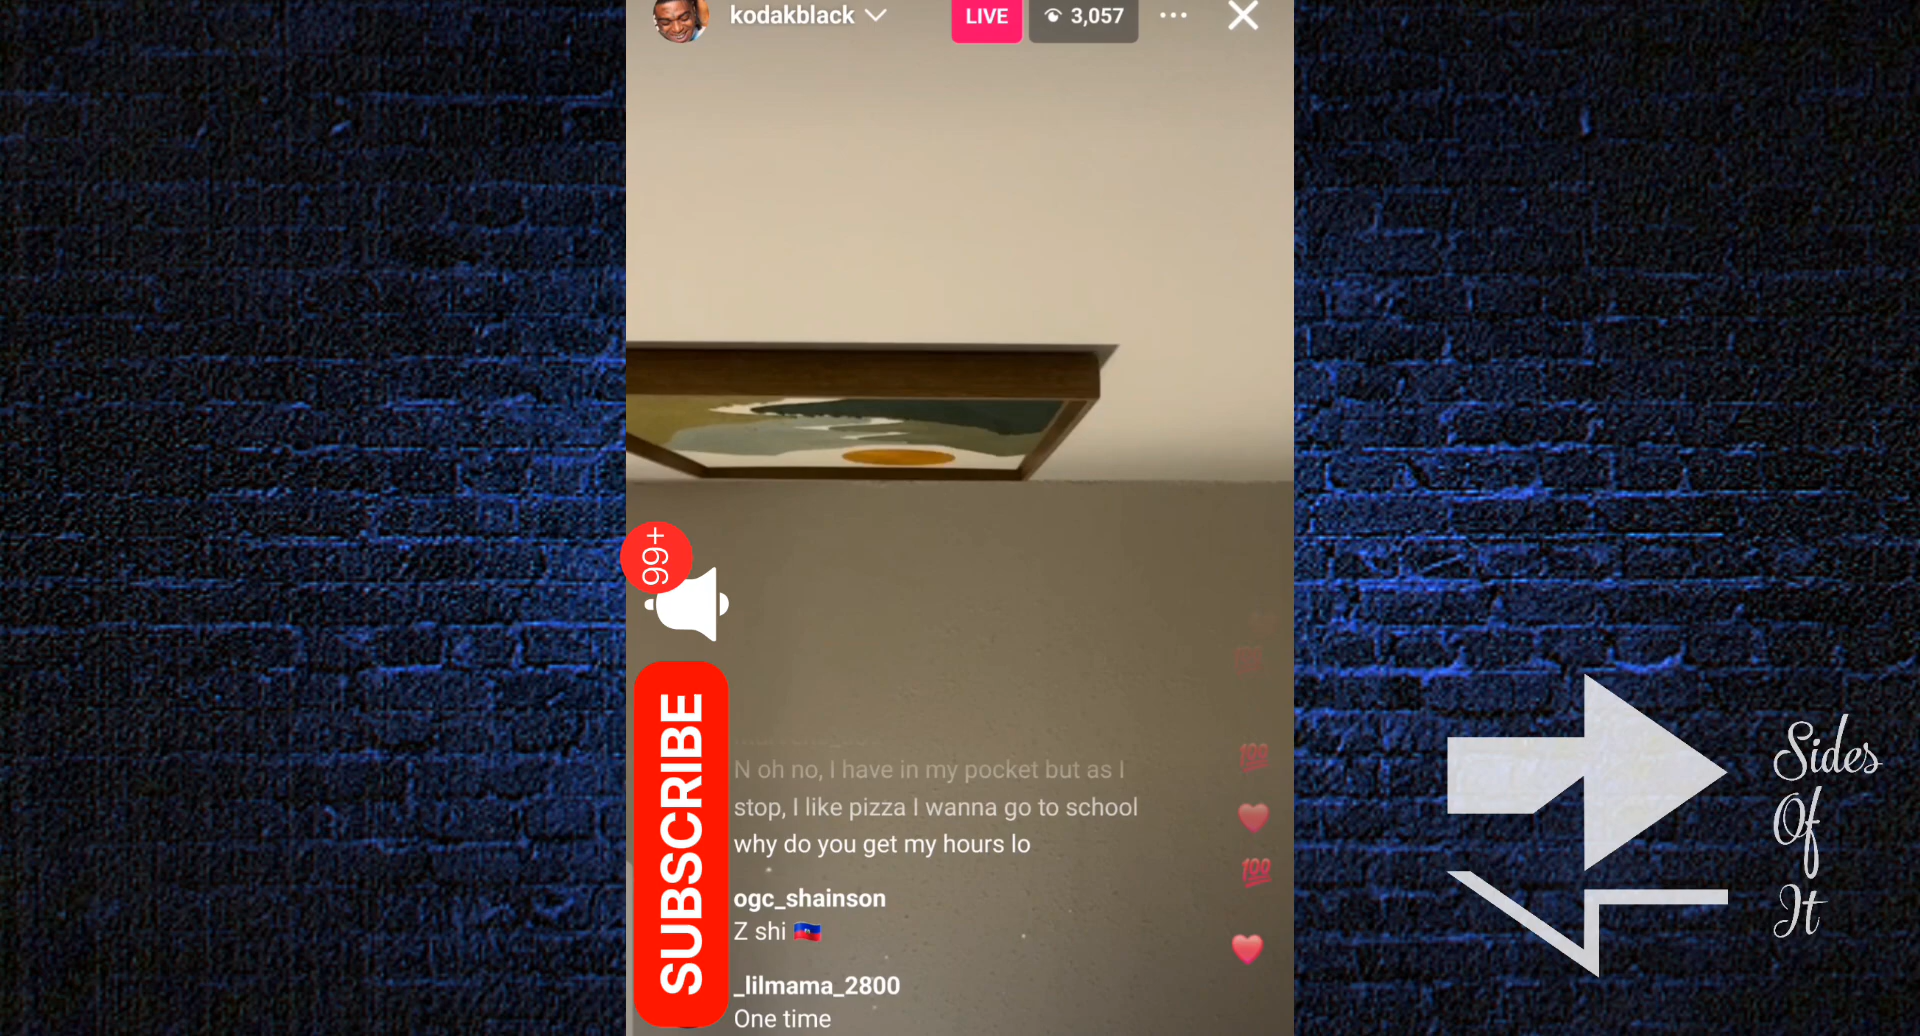 kodakblack
LIVE
3,057
99+
SUBSCRIBE
N oh no, I have in my pocket but as I
stop, I like pizza I wanna go to school
why do you get my hours lo
ogc_shainson
Z shi 🇭🇹
_lilmama_2800
One time
💯
💯
Sides
Of
It